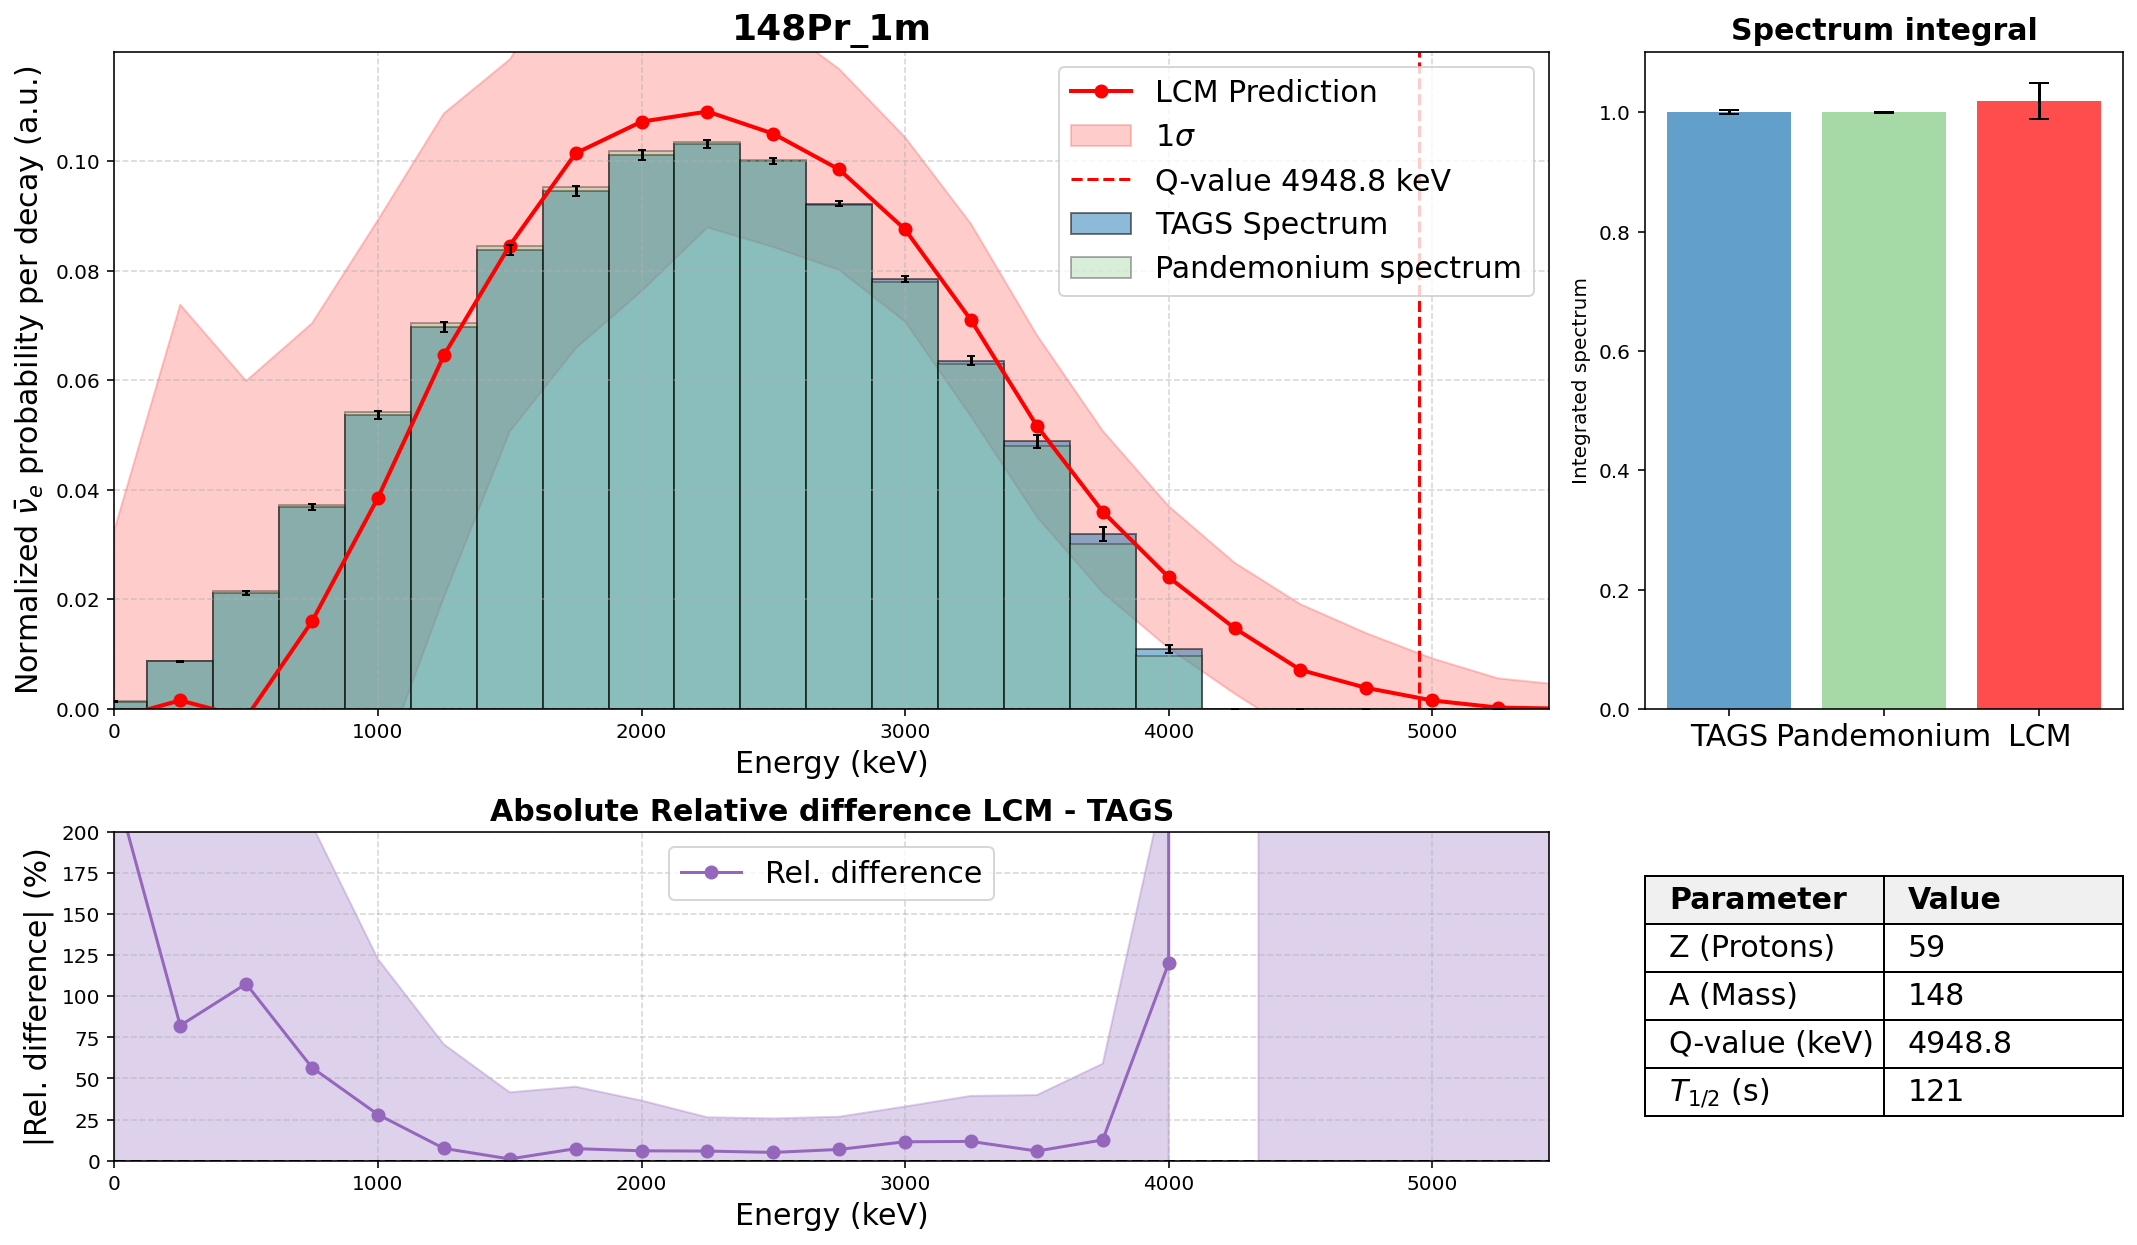 148Pr_1m
Normalized ν̄ₑ probability per decay (a.u.)
0.10
0.08
0.06
0.04
0.02
0.00
0 1000 2000 3000 4000 5000
Energy (keV)
LCM Prediction
1σ
Q-value 4948.8 keV
TAGS Spectrum
Pandemonium spectrum
Spectrum integral
Integrated spectrum
1.0
0.8
0.6
0.4
0.2
0.0
TAGS Pandemonium LCM
Absolute Relative difference LCM - TAGS
|Rel. difference| (%)
200
175
150
125
100
75
50
25
0
Rel. difference
0 1000 2000 3000 4000 5000
Energy (keV)
Parameter Value
Z (Protons) 59
A (Mass) 148
Q-value (keV) 4948.8
T1/2 (s) 121